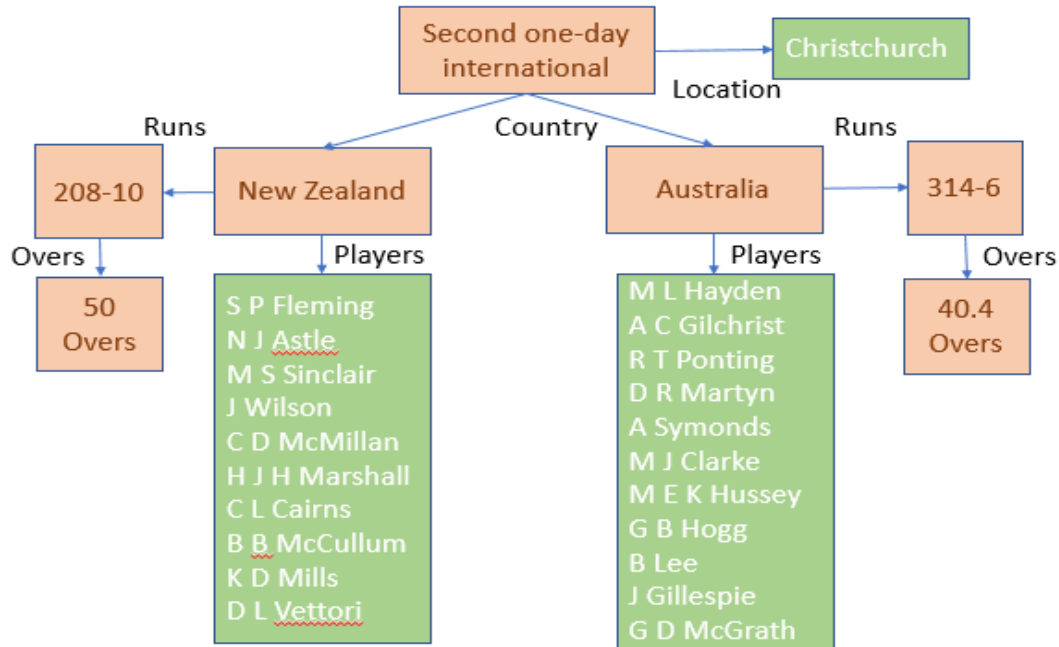 Second one-day
international
Christchurch
Location
Runs
Country
Runs
208-10
New Zealand
Australia
314-6
Overs
Players
Players
Overs
50
Overs
S P Fleming
N J Astle
M S Sinclair
J Wilson
C D McMillan
H J H Marshall
C L Cairns
B B McCullum
K D Mills
D L Vettori
M L Hayden
A C Gilchrist
R T Ponting
D R Martyn
A Symonds
M J Clarke
M E K Hussey
G B Hogg
B Lee
J Gillespie
G D McGrath
40.4
Overs